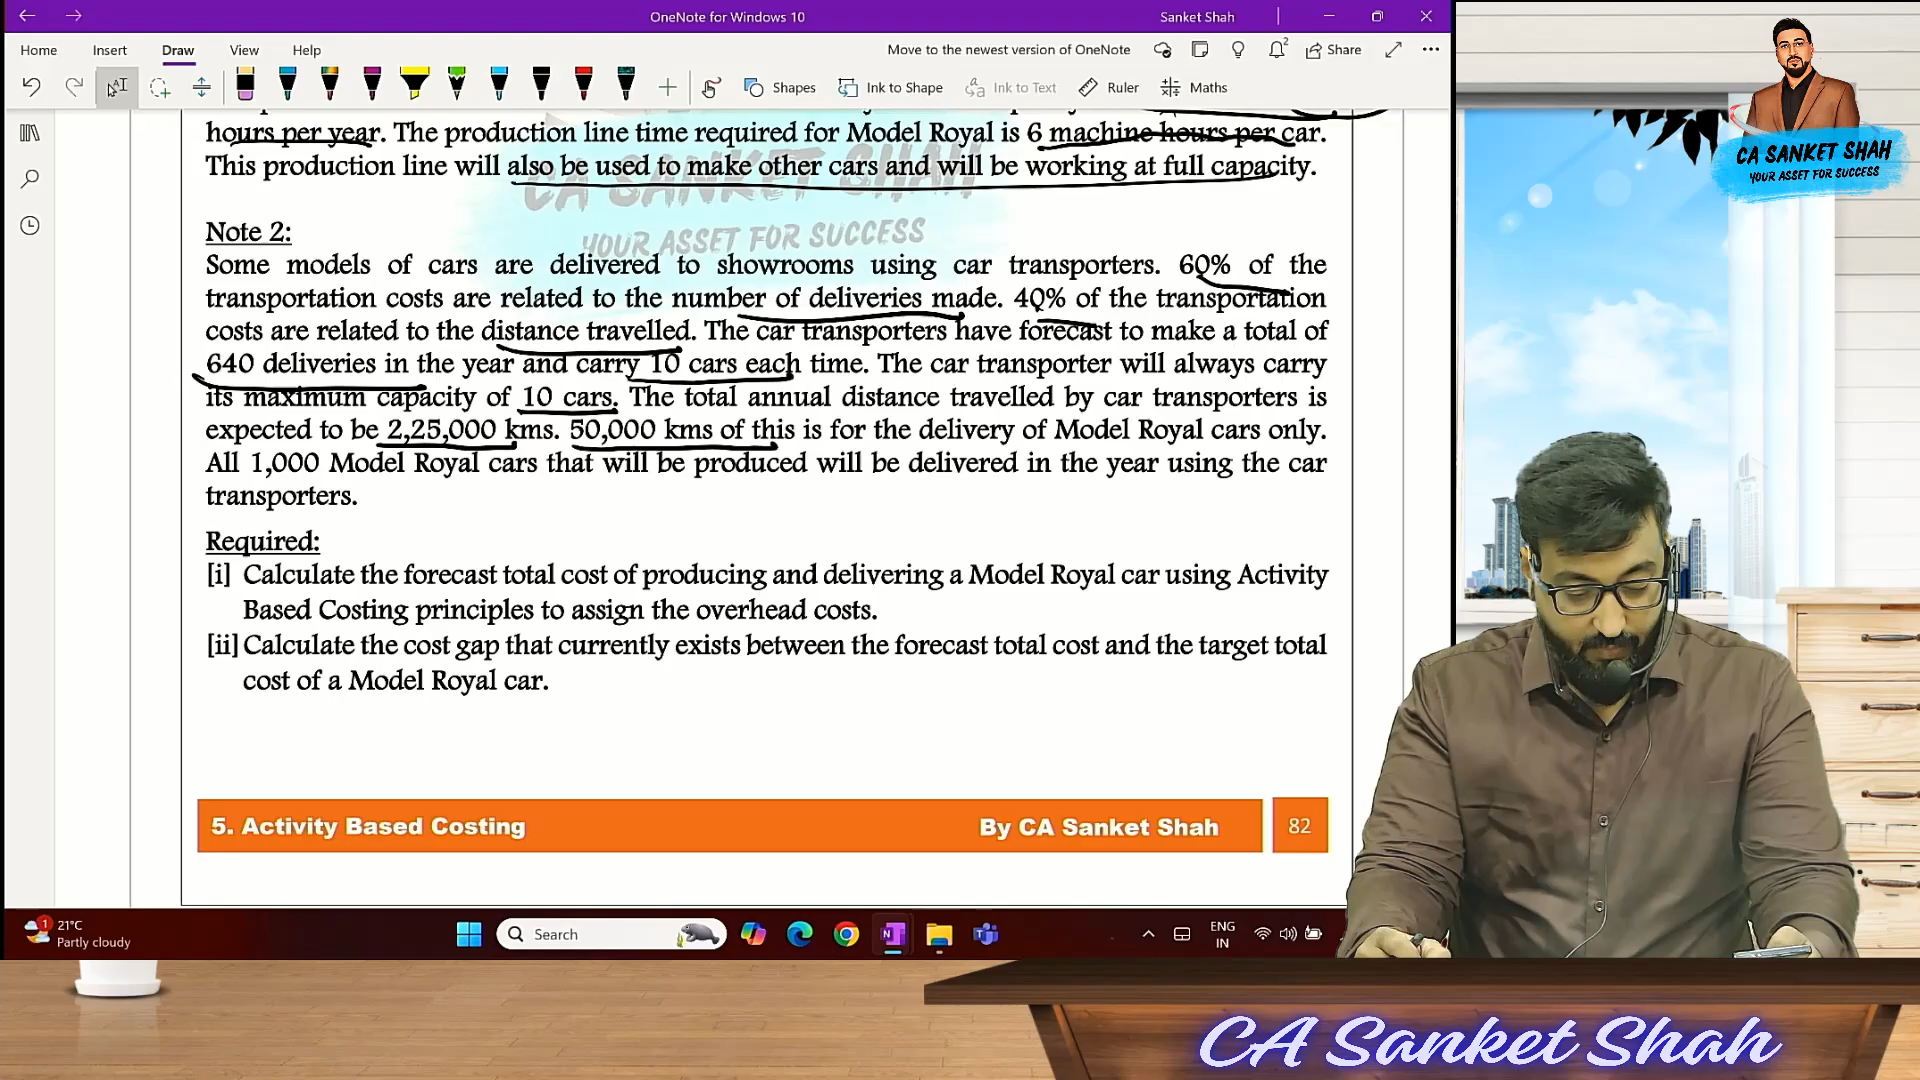 OneNote for Windows 10
Sanket Shah
Home Insert Draw View Help
Move to the newest version of OneNote
2
Share
Shapes
Ink to Shape
Ink to Text
Ruler
Maths
hours per year. The production line time required for Model Royal is 6 machine hours per car.
This production line will also be used to make other cars and will be working at full capacity.
CA SANKET SHAH
YOUR ASSET FOR SUCCESS
Note 2:
Some models of cars are delivered to showrooms using car transporters. 60% of the
transportation costs are related to the number of deliveries made. 40% of the transportation
costs are related to the distance travelled. The car transporters have forecast to make a total of
640 deliveries in the year and carry 10 cars each time. The car transporter will always carry
its maximum capacity of 10 cars. The total annual distance travelled by car transporters is
expected to be 2,25,000 kms. 50,000 kms of this is for the delivery of Model Royal cars only.
All 1,000 Model Royal cars that will be produced will be delivered in the year using the car
transporters.
Required:
[i] Calculate the forecast total cost of producing and delivering a Model Royal car using Activity
Based Costing principles to assign the overhead costs.
[ii] Calculate the cost gap that currently exists between the forecast total cost and the target total
cost of a Model Royal car.
5. Activity Based Costing
By CA Sanket Shah
82
1
21°C
Partly cloudy
Search
ENG
IN
CA SANKET SHAH
YOUR ASSET FOR SUCCESS
CA Sanket Shah